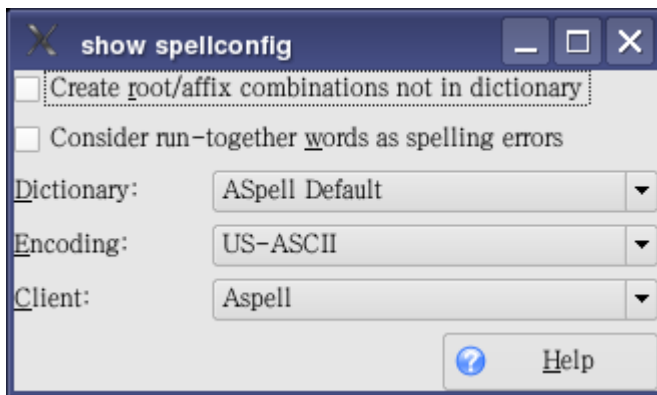 show spellconfig
Create root/affix combinations not in dictionary
Consider run-together words as spelling errors
Dictionary: ASpell Default
Encoding: US-ASCII
Client: Aspell
Help